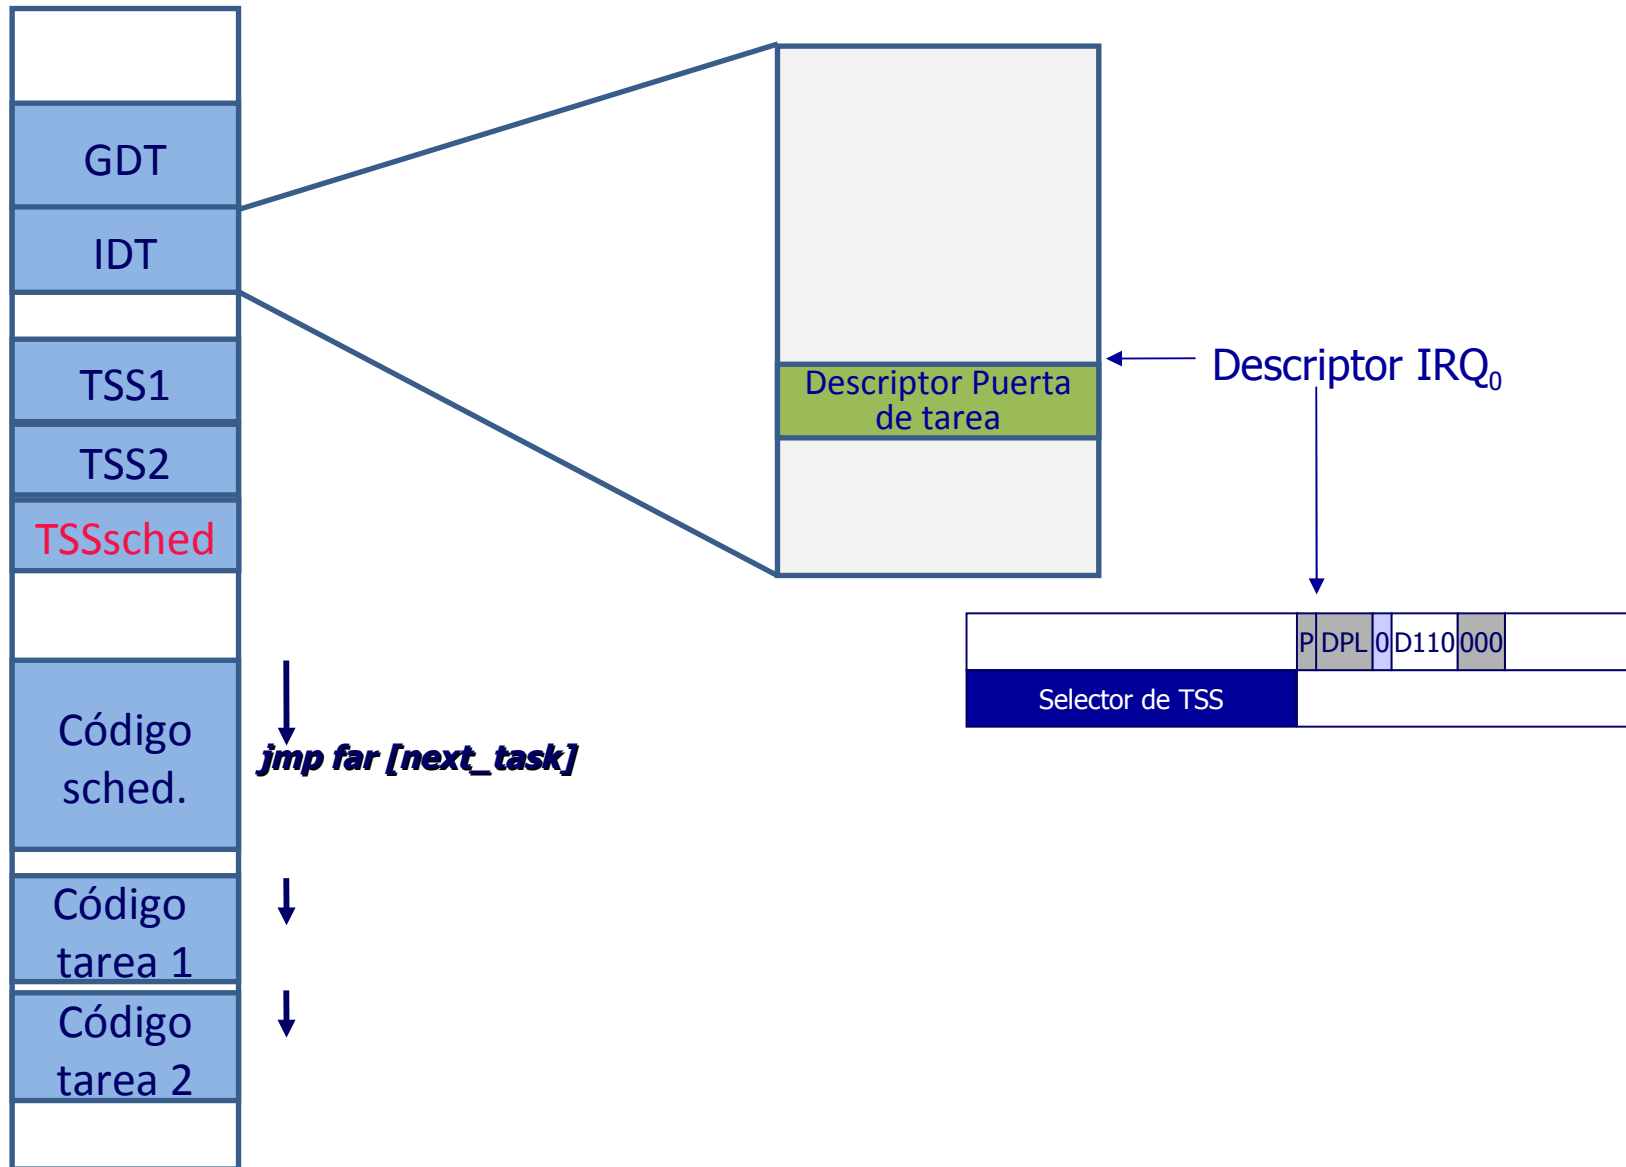 GDT
IDT
TSS1
TSS2
TSSsched
Código
sched.
Código
tarea 1
Código
tarea 2
jmp far [next_task]
Descriptor Puerta
de tarea
Descriptor IRQ₀
P DPL 0 D110 000
Selector de TSS